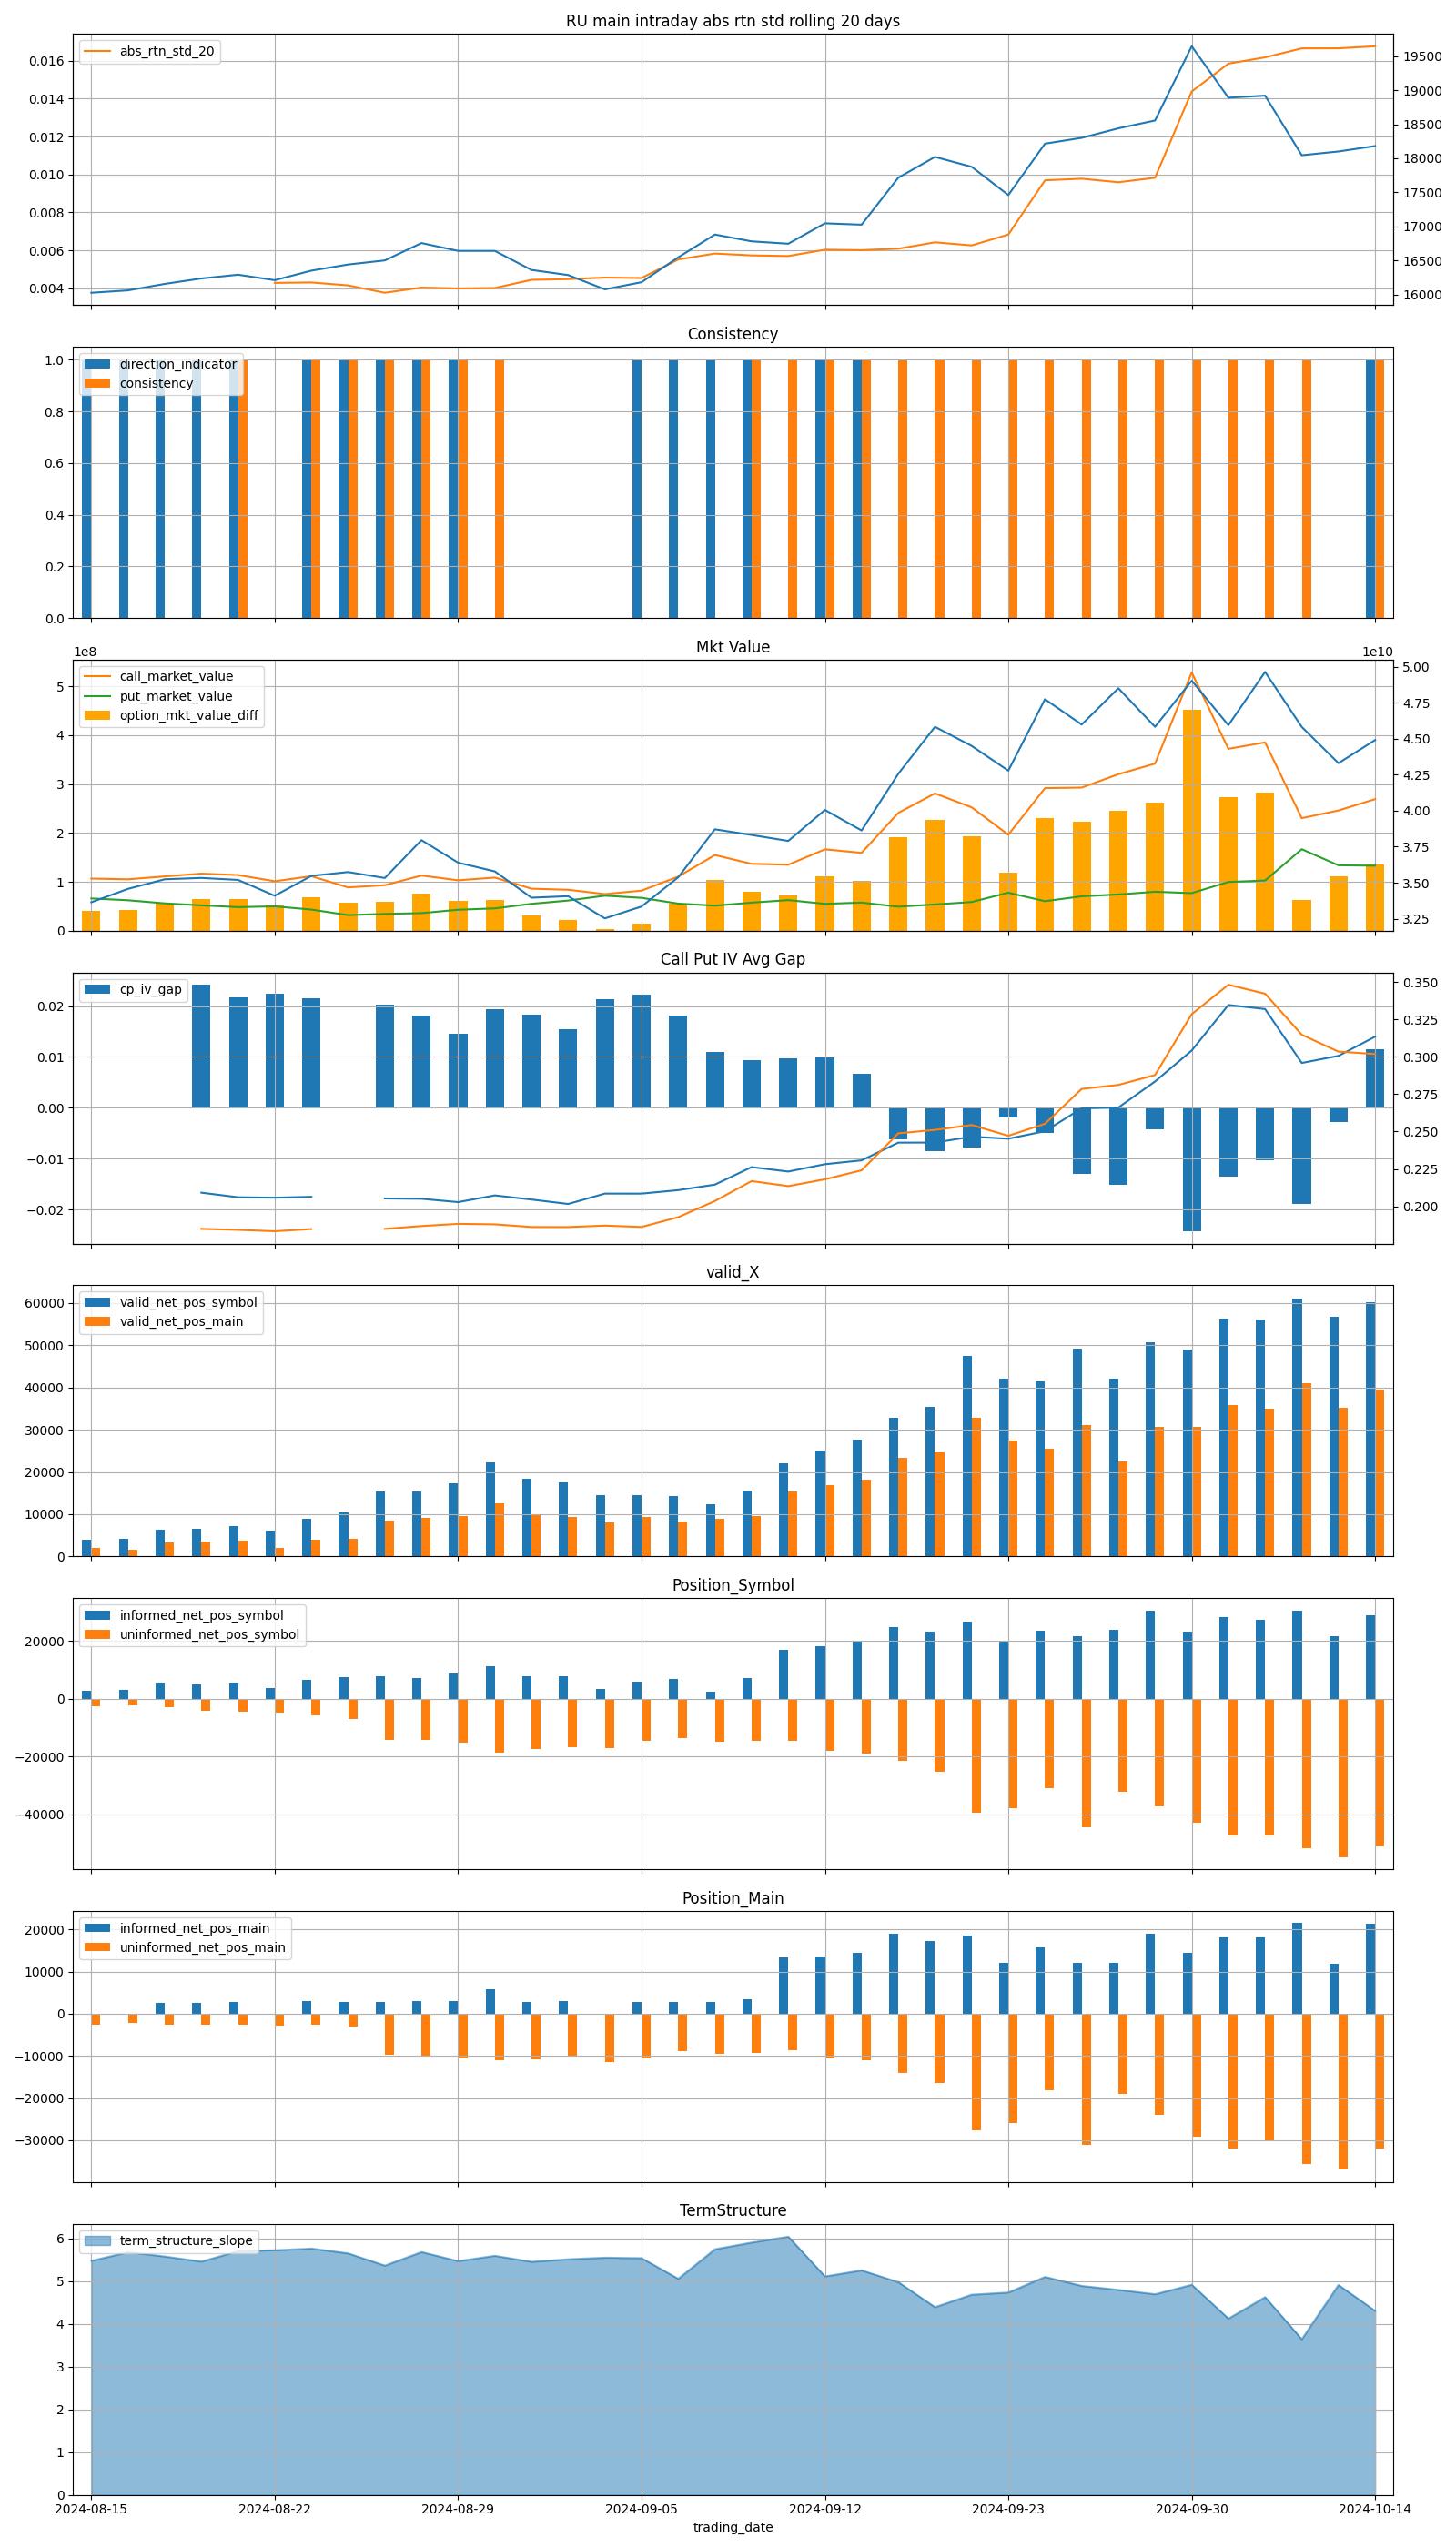 RU main intraday abs rtn std rolling 20 days
abs_rtn_std_20
0.016
0.014
0.012
0.010
0.008
0.006
0.004
19500
19000
18500
18000
17500
17000
16500
16000
Consistency
direction_indicator
consistency
1.0
0.8
0.6
0.4
0.2
0.0
Mkt Value
1e8
1e10
call_market_value
put_market_value
option_mkt_value_diff
5
4
3
2
1
0
5.00
4.75
4.50
4.25
4.00
3.75
3.50
3.25
Call Put IV Avg Gap
cp_iv_gap
0.02
0.01
0.00
−0.01
−0.02
0.350
0.325
0.300
0.275
0.250
0.225
0.200
valid_X
valid_net_pos_symbol
valid_net_pos_main
60000
50000
40000
30000
20000
10000
0
Position_Symbol
informed_net_pos_symbol
uninformed_net_pos_symbol
20000
0
−20000
−40000
Position_Main
informed_net_pos_main
uninformed_net_pos_main
20000
10000
0
−10000
−20000
−30000
TermStructure
term_structure_slope
6
5
4
3
2
1
0
2024-08-15 2024-08-22 2024-08-29 2024-09-05 2024-09-12 2024-09-23 2024-09-30 2024-10-14
trading_date